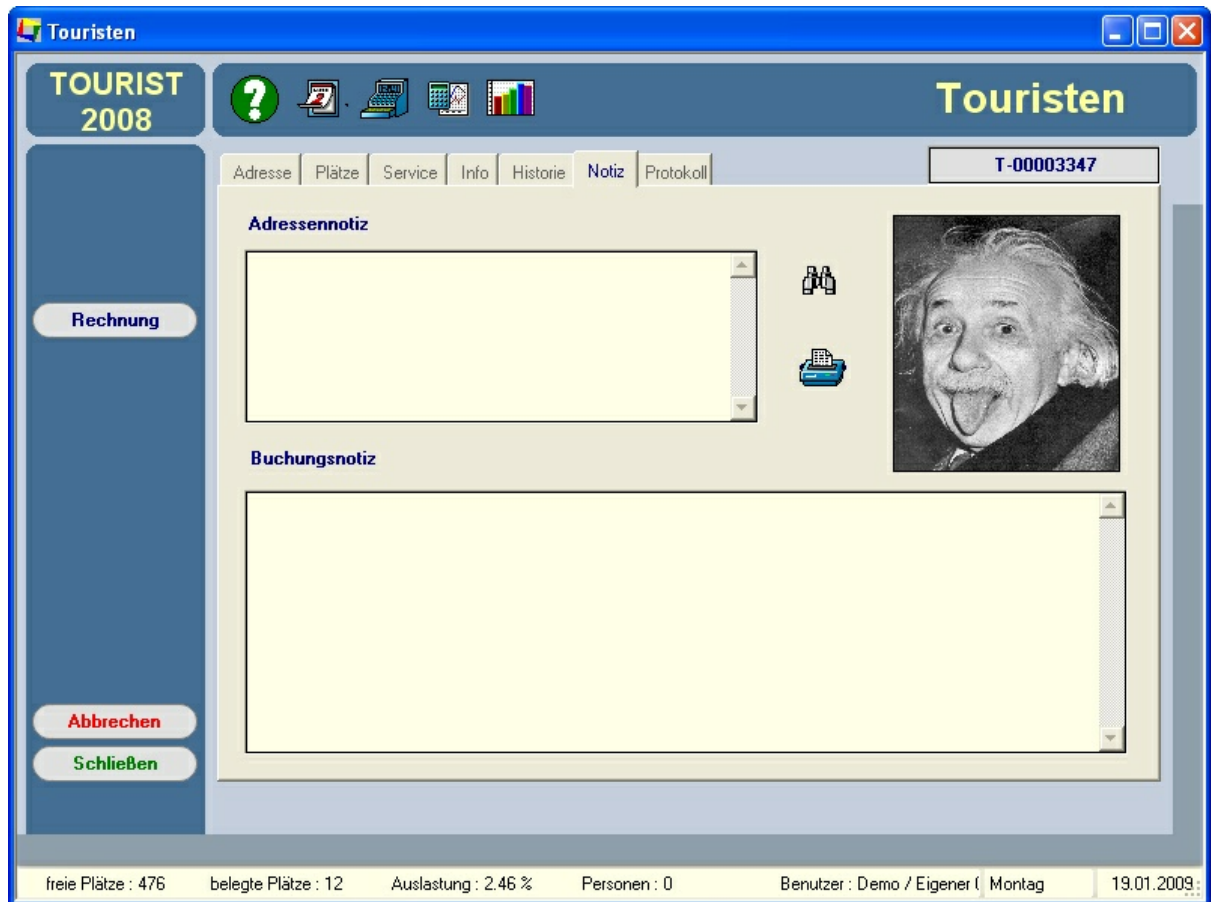 Touristen
TOURIST
2008
Touristen
Adresse Plätze Service Info Historie Notiz Protokoll
T-00003347
Adressennotiz
Rechnung
Buchungsnotiz
Abbrechen
Schließen
freie Plätze : 476 belegte Plätze : 12 Auslastung : 2.46 % Personen : 0 Benutzer : Demo / Eigener ( Montag 19.01.2009